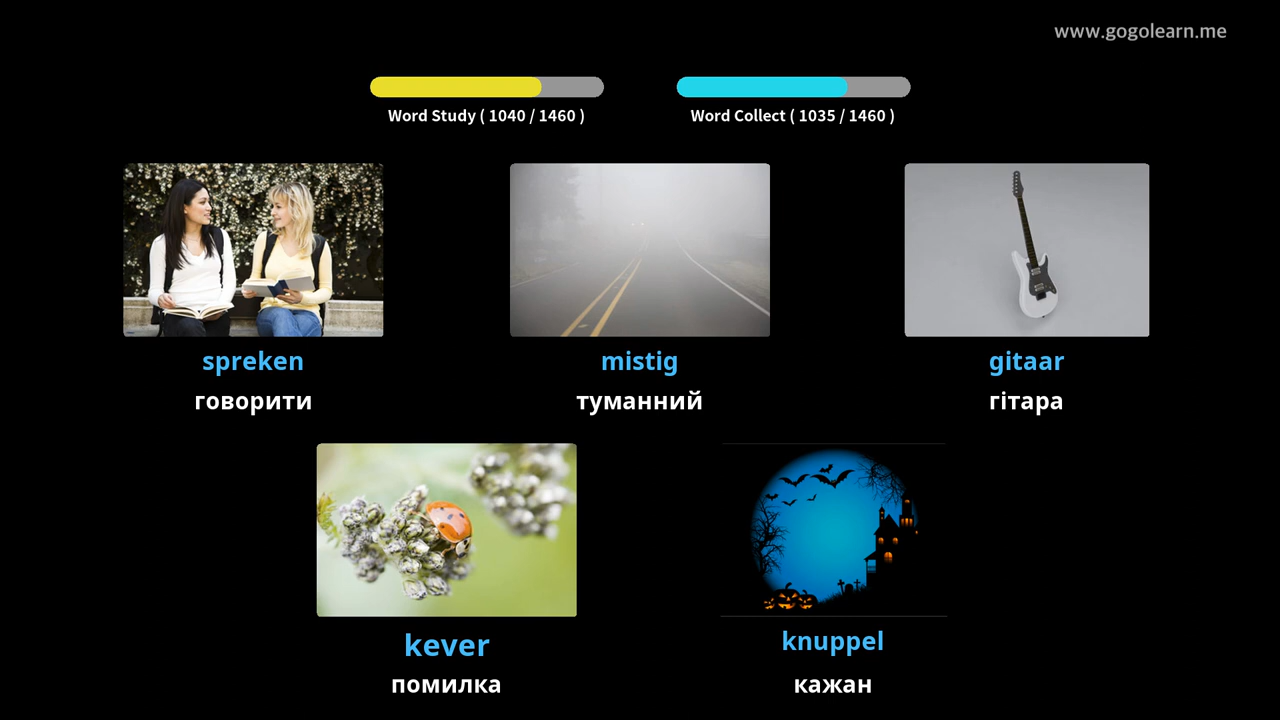 www.gogolearn.me
Word Study ( 1040 / 1460 )
Word Collect ( 1035 / 1460 )
spreken
mistig
gitaar
говорити
туманний
гітара
kever
knuppel
помилка
кажан